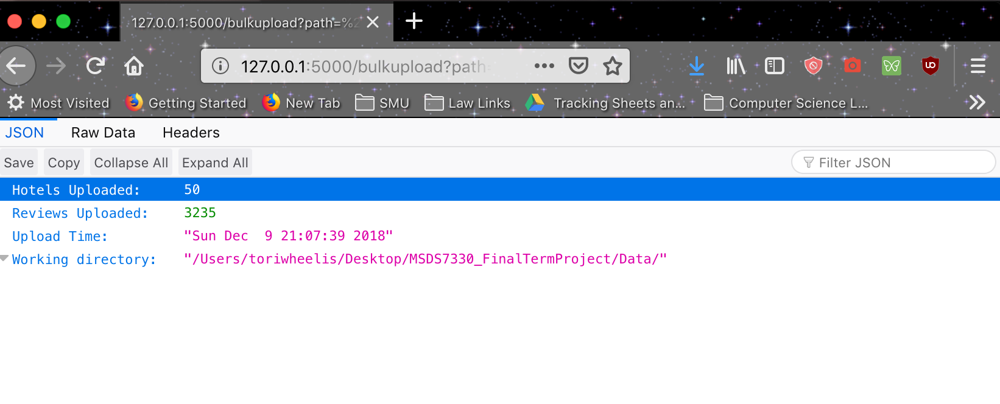 127.0.0.1:5000/bulkupload?path=%2
127.0.0.1:5000/bulkupload?path=
Most Visited Getting Started New Tab SMU Law Links Tracking Sheets an... Computer Science L...
JSON Raw Data Headers
Save Copy Collapse All Expand All Filter JSON
Hotels Uploaded: 50
Reviews Uploaded: 3235
Upload Time: "Sun Dec  9 21:07:39 2018"
Working directory: "/Users/toriwheelis/Desktop/MSDS7330_FinalTermProject/Data/"